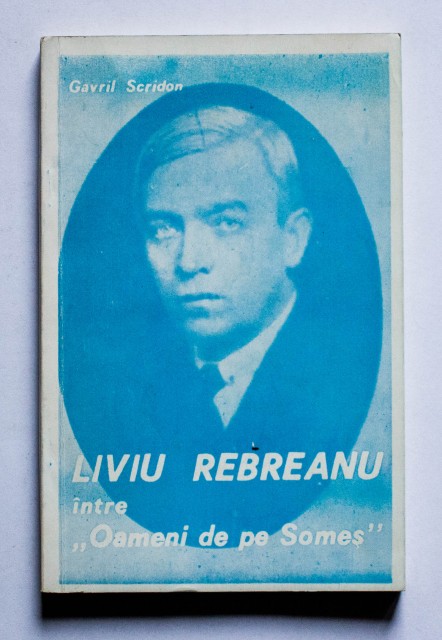 Gavril Scridon
LIVIU REBREANU
între
„Oameni de pe Someș”